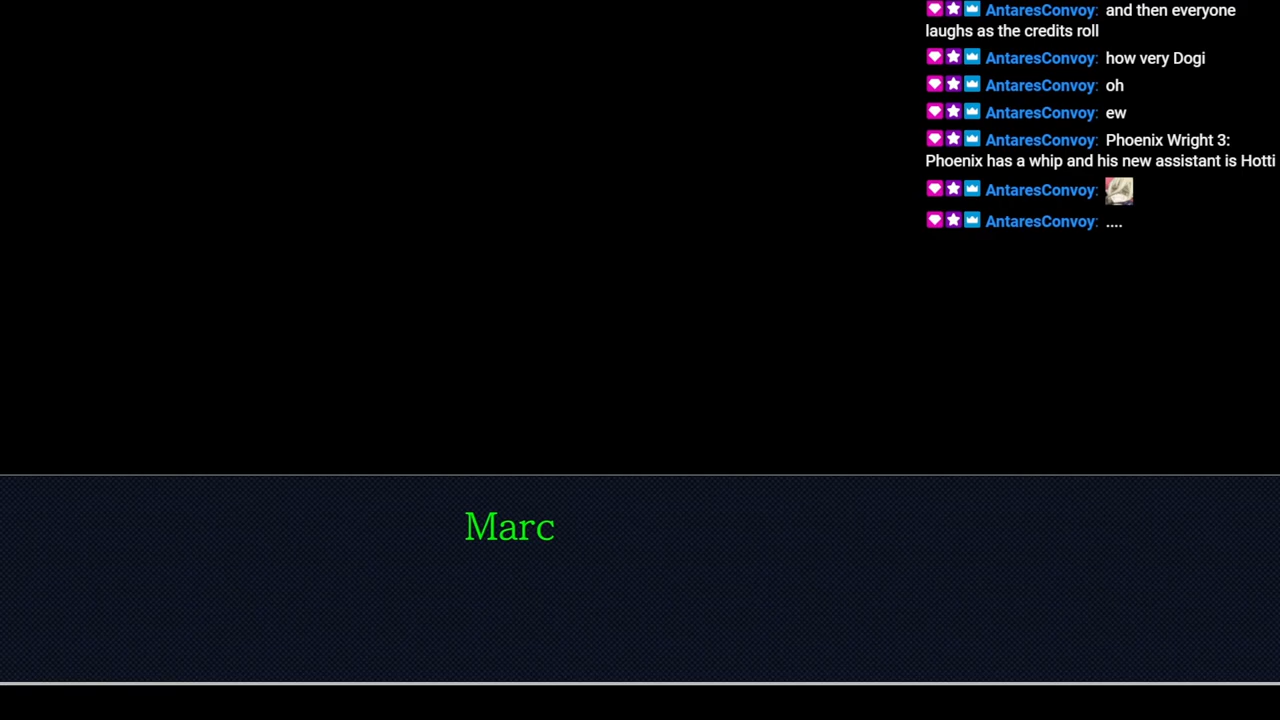 AntaresConvoy: and then everyone
laughs as the credits roll
AntaresConvoy: how very Dogi
AntaresConvoy: oh
AntaresConvoy: ew
AntaresConvoy: Phoenix Wright 3:
Phoenix has a whip and his new assistant is Hotti
AntaresConvoy:
AntaresConvoy: ....
Marc